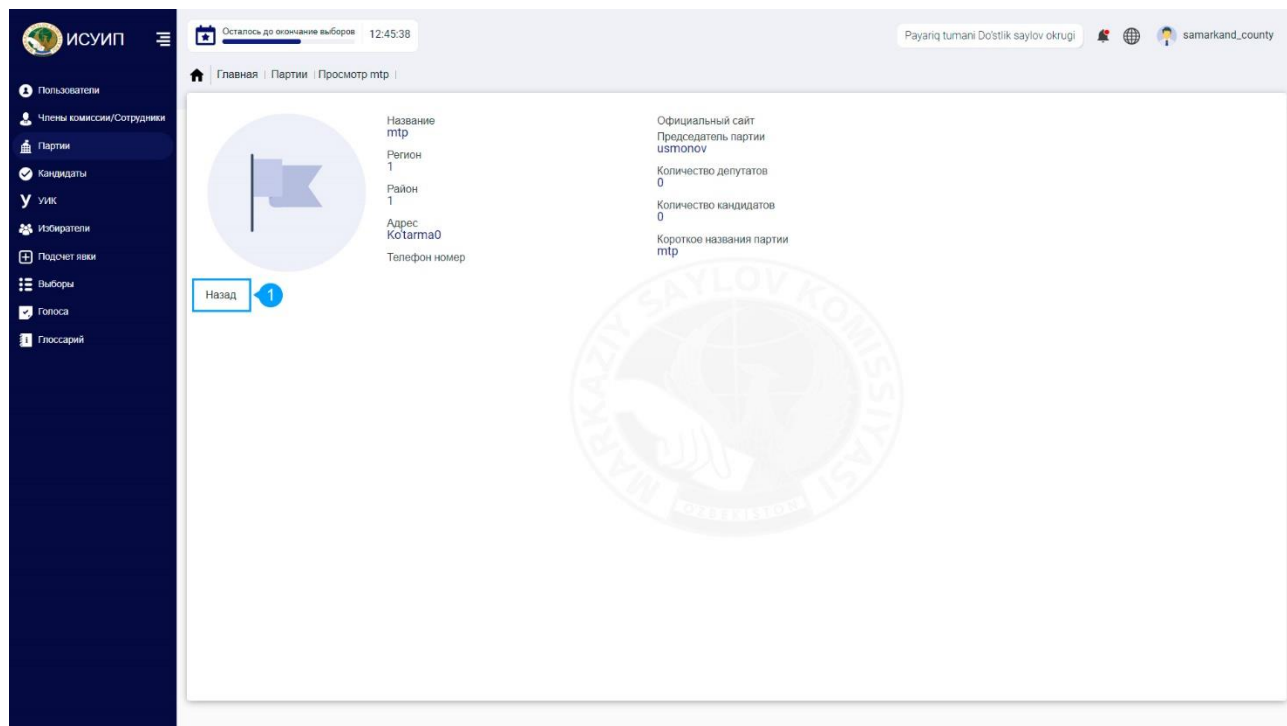 ИСУИП
Осталось до окончание выборов 12:45:38
Payariq tumani Do'stlik saylov okrugi
samarkand_county
Главная | Партии | Просмотр mtp |
Пользователи
Члены комиссии/Сотрудники
Партии
Кандидаты
У УИК
Избиратели
Подсчет явки
Выборы
Голоса
Глоссарий
Название
mtp
Регион
1
Район
1
Адрес
Ko'tarma0
Телефон номер
Официальный сайт
Председатель партии
usmonov
Количество депутатов
0
Количество кандидатов
0
Короткое названия партии
mtp
Назад 1
MARKAZIY SAYLOV KOMISSIYASI
O'ZBEKISTON